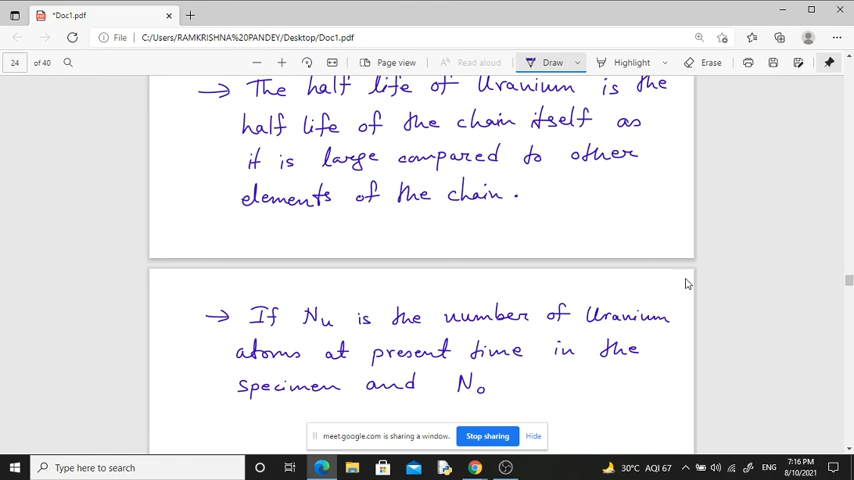 *Doc1.pdf
File
C:/Users/RAMKRISHNA%20PANDEY/Desktop/Doc1.pdf
24 of 40
Page view
Read aloud
Draw
Highlight
Erase
→ The half life of Uranium is the
half life of the chain itself as
it is large compared to other
elements of the chain.
→ If Nu is the number of Uranium
atoms at present time in the
specimen and No
meet.google.com is sharing a window.
Stop sharing
Hide
Type here to search
30°C AQI 67
ENG
7:16 PM
8/10/2021